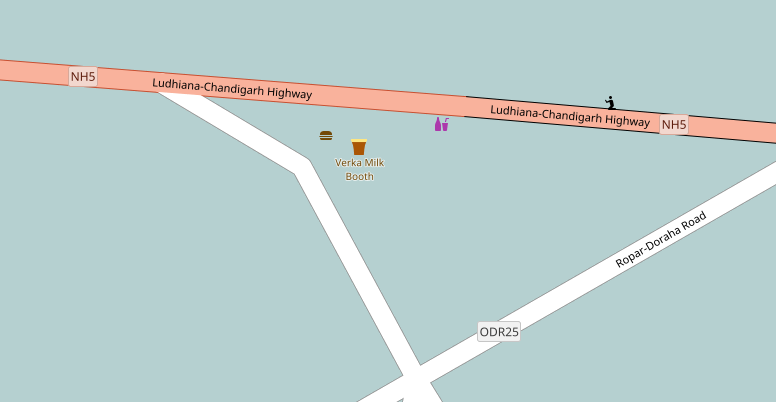 NH5
Ludhiana-Chandigarh Highway
Ludhiana-Chandigarh Highway
NH5
Verka Milk
Booth
Ropar-Doraha Road
ODR25